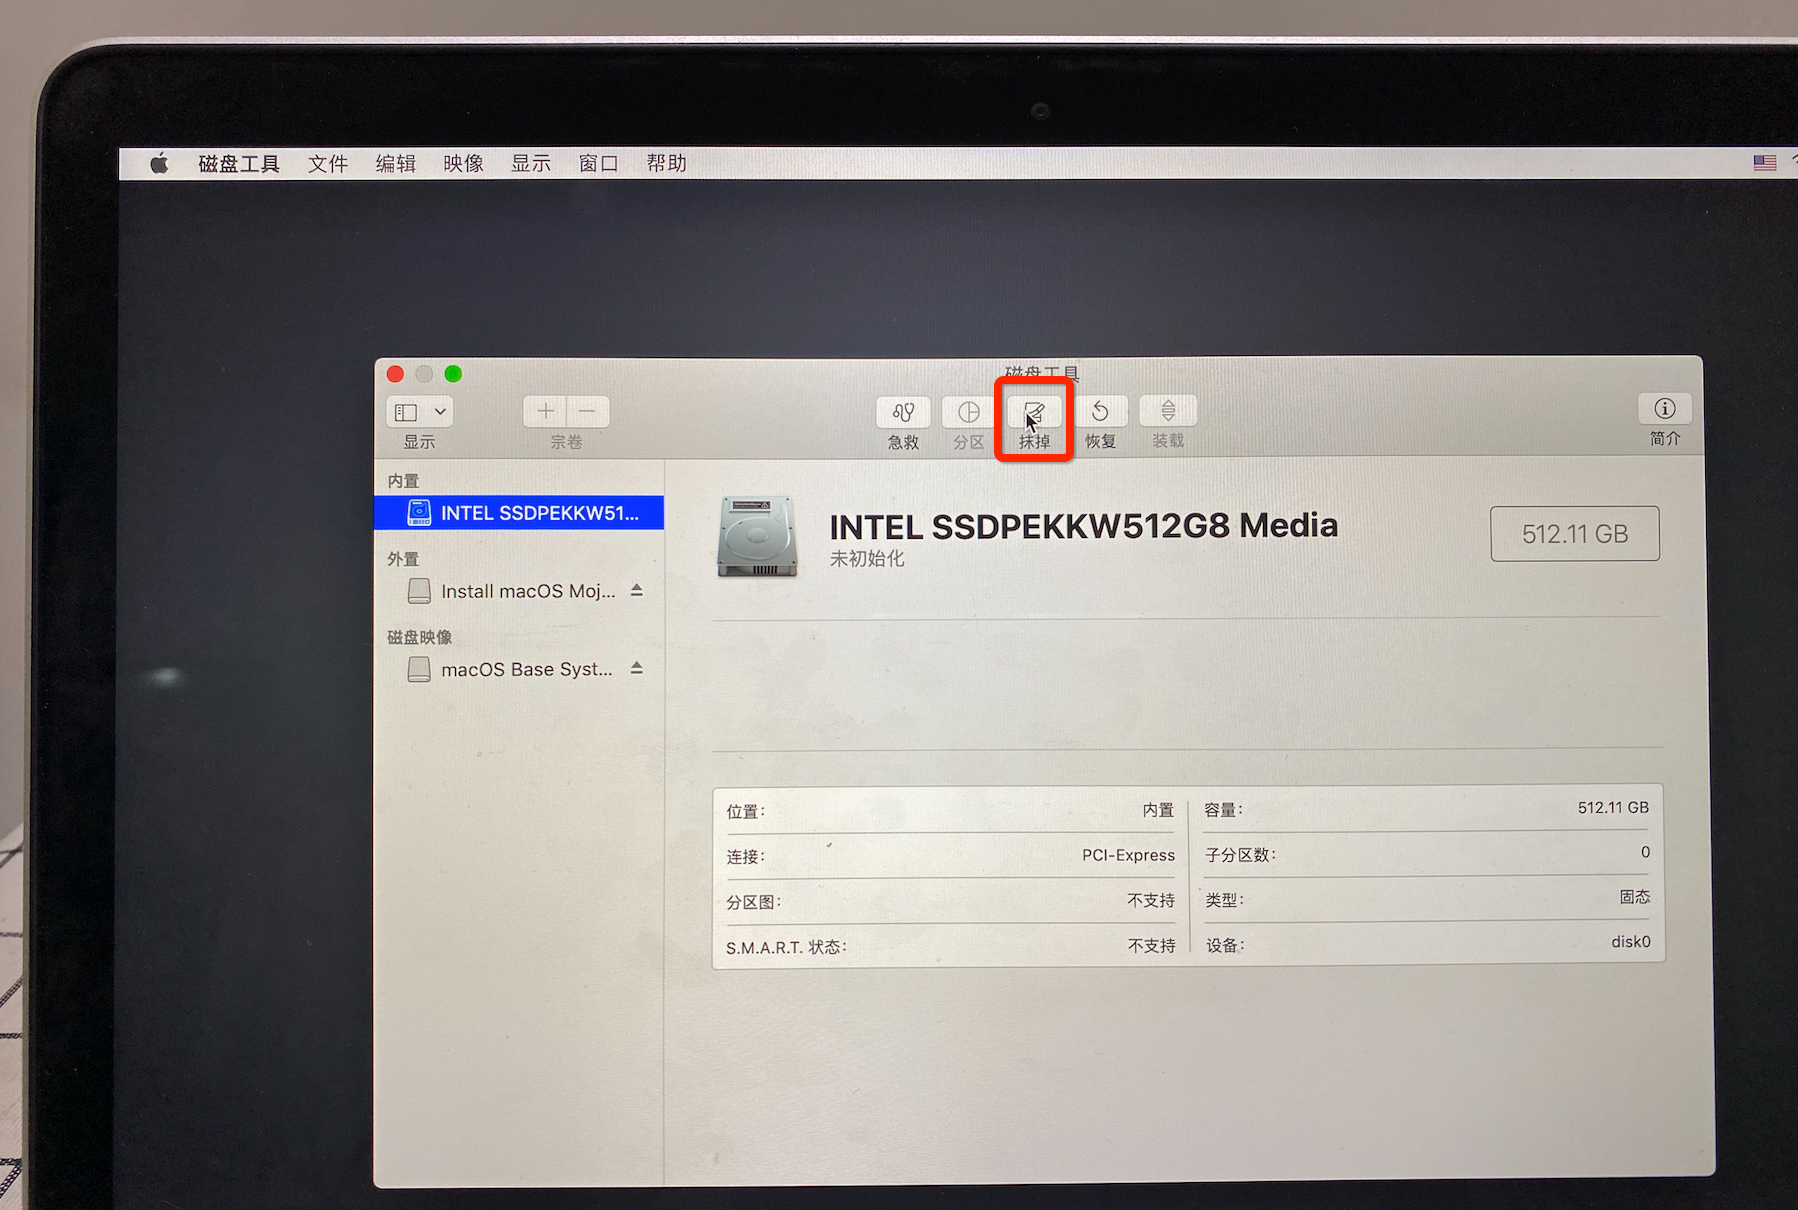 磁盘工具 文件 编辑 映像 显示 窗口 帮助
磁盘工具
显示
宗卷
急救
分区
抹掉
恢复
装载
简介
内置
INTEL SSDPEKKW51...
外置
Install macOS Moj...
磁盘映像
macOS Base Syst...
INTEL SSDPEKKW512G8 Media
未初始化
512.11 GB
位置: 内置
连接: PCI-Express
分区图: 不支持
S.M.A.R.T. 状态: 不支持
容量: 512.11 GB
子分区数: 0
类型: 固态
设备: disk0